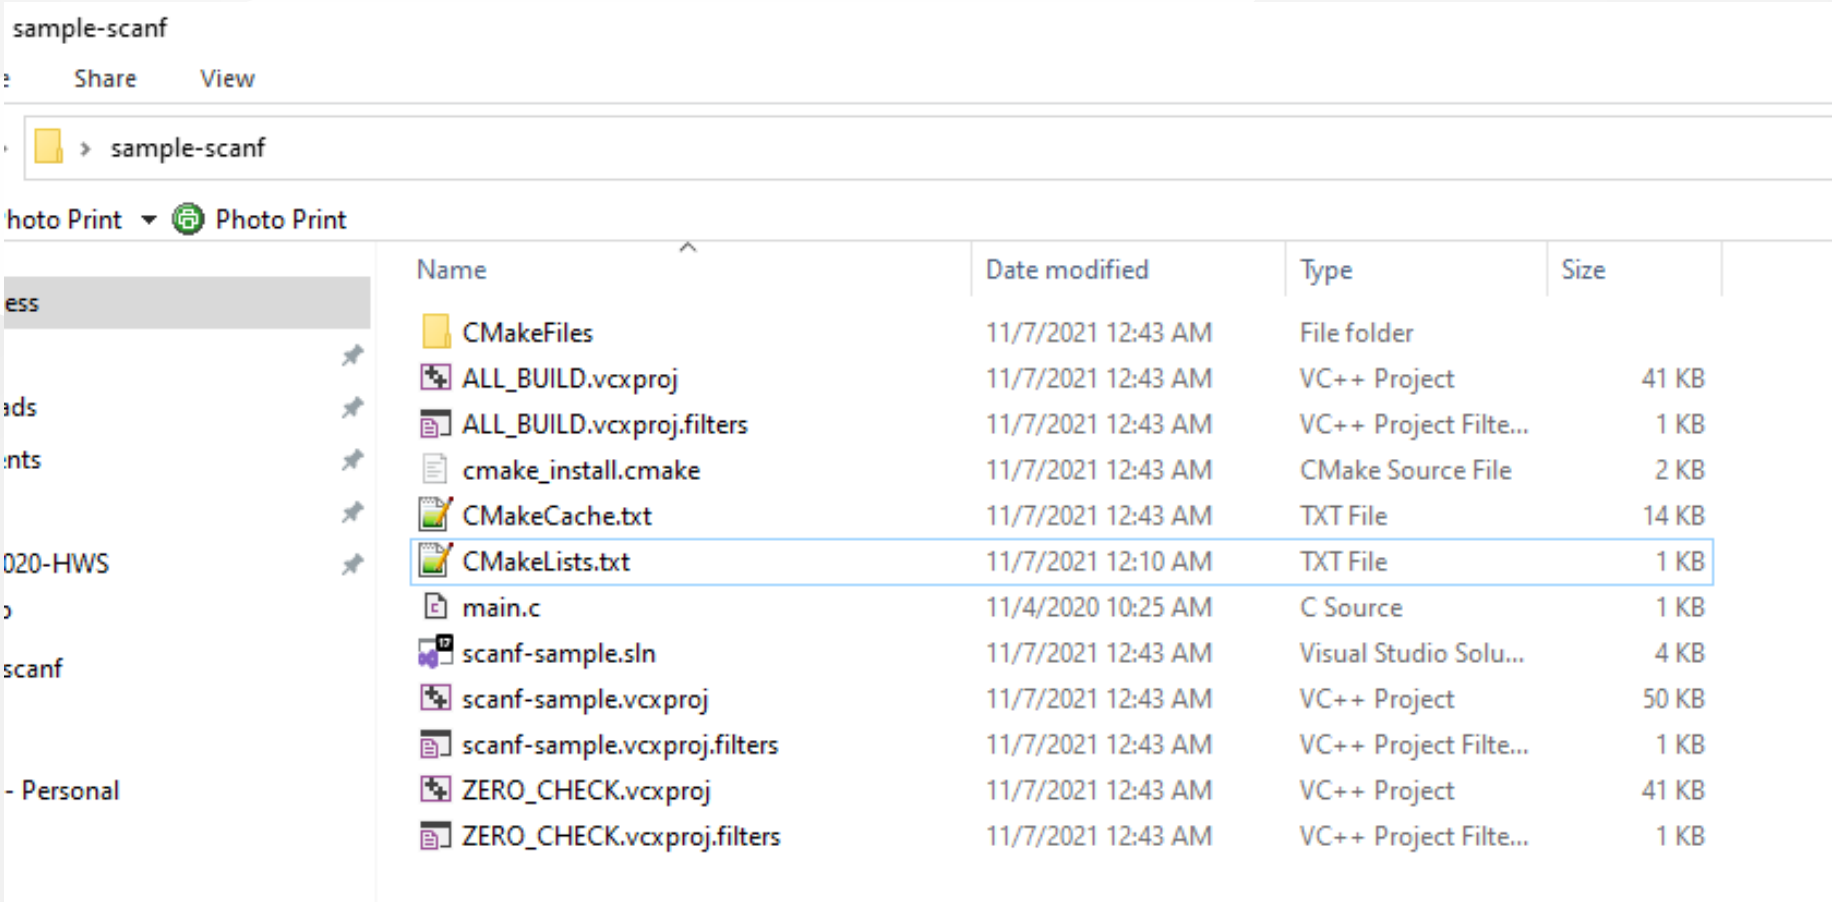 sample-scanf
Share View
sample-scanf
Photo Print Photo Print
Name Date modified Type Size
ess
CMakeFiles 11/7/2021 12:43 AM File folder
ALL_BUILD.vcxproj 11/7/2021 12:43 AM VC++ Project 41 KB
ads
ALL_BUILD.vcxproj.filters 11/7/2021 12:43 AM VC++ Project Filte... 1 KB
ents
cmake_install.cmake 11/7/2021 12:43 AM CMake Source File 2 KB
CMakeCache.txt 11/7/2021 12:43 AM TXT File 14 KB
020-HWS
CMakeLists.txt 11/7/2021 12:10 AM TXT File 1 KB
main.c 11/4/2020 10:25 AM C Source 1 KB
scanf-sample.sln 11/7/2021 12:43 AM Visual Studio Solu... 4 KB
scanf
scanf-sample.vcxproj 11/7/2021 12:43 AM VC++ Project 50 KB
scanf-sample.vcxproj.filters 11/7/2021 12:43 AM VC++ Project Filte... 1 KB
- Personal
ZERO_CHECK.vcxproj 11/7/2021 12:43 AM VC++ Project 41 KB
ZERO_CHECK.vcxproj.filters 11/7/2021 12:43 AM VC++ Project Filte... 1 KB